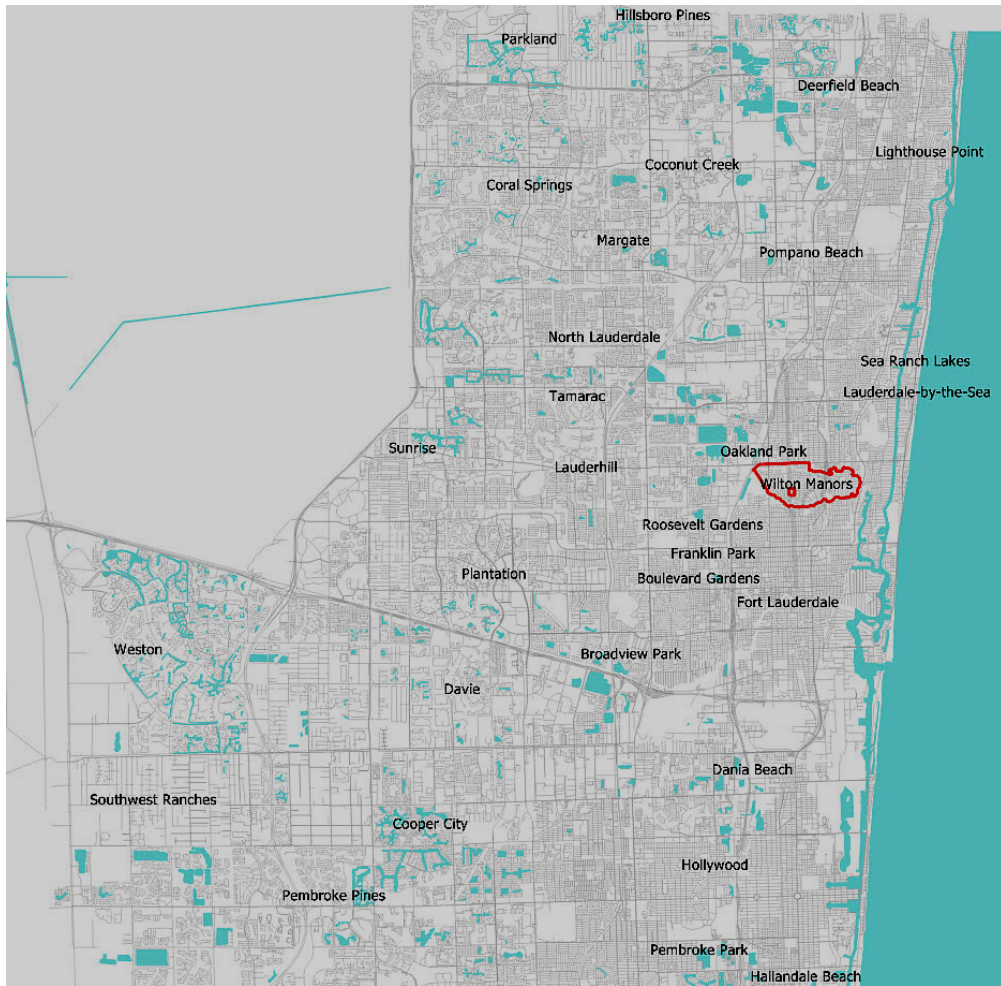 Hillsboro Pines
Parkland
Deerfield Beach
Lighthouse Point
Coconut Creek
Coral Springs
Margate
Pompano Beach
North Lauderdale
Sea Ranch Lakes
Lauderdale-by-the-Sea
Tamarac
Sunrise
Oakland Park
Lauderhill
Wilton Manors
Roosevelt Gardens
Franklin Park
Plantation
Boulevard Gardens
Fort Lauderdale
Weston
Broadview Park
Davie
Dania Beach
Southwest Ranches
Cooper City
Hollywood
Pembroke Pines
Pembroke Park
Hallandale Beach